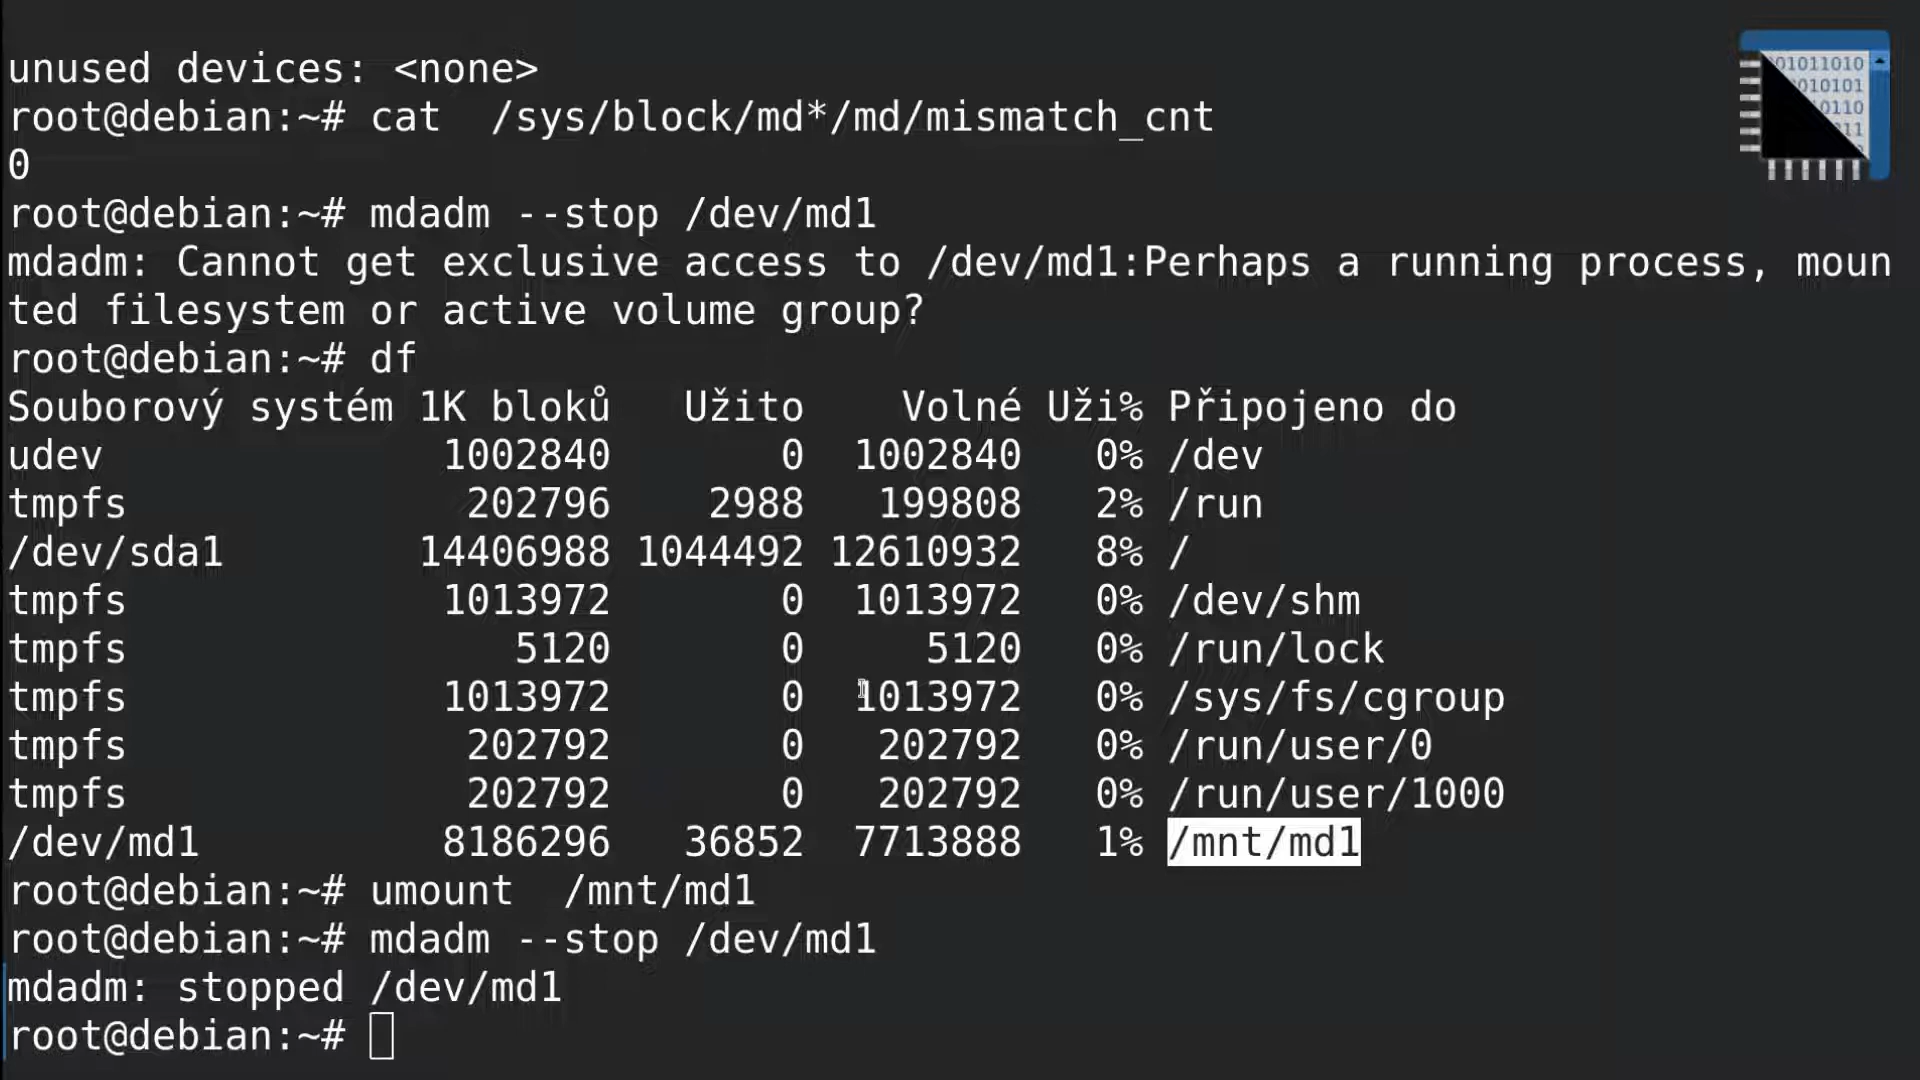 unused devices: <none>
root@debian:~# cat  /sys/block/md*/md/mismatch_cnt
0
root@debian:~# mdadm --stop /dev/md1
mdadm: Cannot get exclusive access to /dev/md1:Perhaps a running process, moun
ted filesystem or active volume group?
root@debian:~# df
Souborový systém 1K bloků   Užito    Volné Uži% Připojeno do
udev              1002840       0  1002840   0% /dev
tmpfs              202796    2988   199808   2% /run
/dev/sda1        14406988 1044492 12610932   8% /
tmpfs             1013972       0  1013972   0% /dev/shm
tmpfs                5120       0     5120   0% /run/lock
tmpfs             1013972       0  1013972   0% /sys/fs/cgroup
tmpfs              202792       0   202792   0% /run/user/0
tmpfs              202792       0   202792   0% /run/user/1000
/dev/md1          8186296   36852  7713888   1% /mnt/md1
root@debian:~# umount  /mnt/md1
root@debian:~# mdadm --stop /dev/md1
mdadm: stopped /dev/md1
root@debian:~#